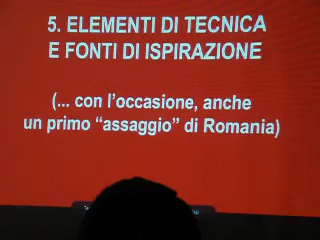 5. ELEMENTI DI TECNICA
E FONTI DI ISPIRAZIONE
(... con l'occasione, anche
un primo “assaggio” di Romania)